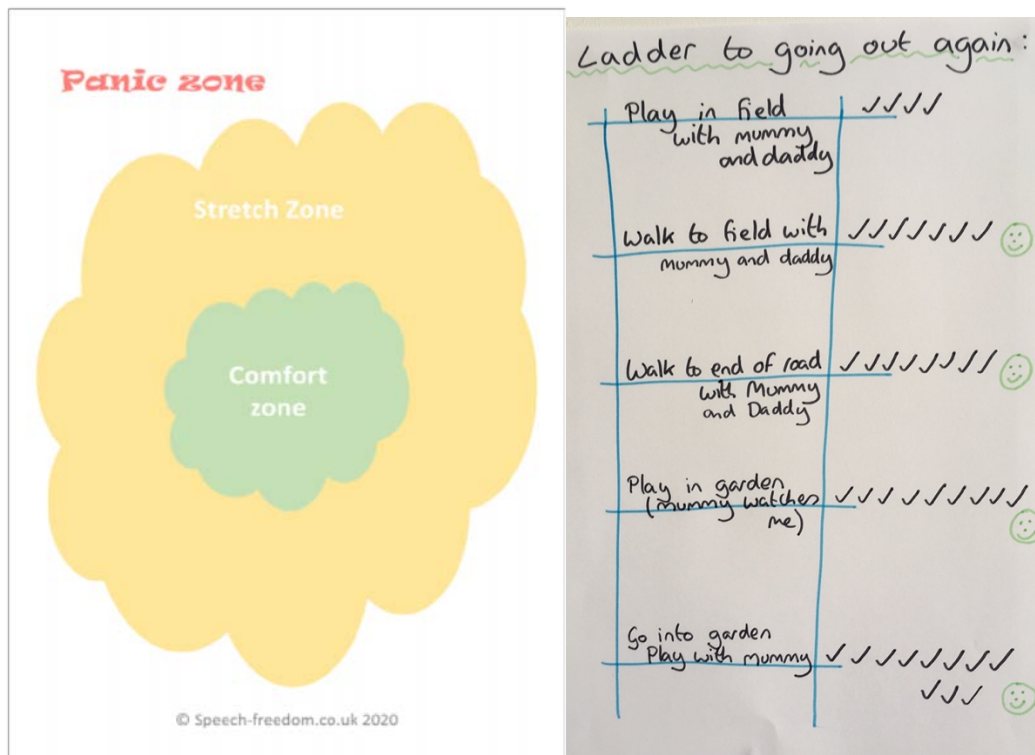 Panic zone
Stretch Zone
Comfort
zone
© Speech-freedom.co.uk 2020
Ladder to going out again:
Play in field
with mummy
and daddy
Walk to field with
mummy and daddy
Walk to end of road
with Mummy
and Daddy
Play in garden
(mummy watches
me)
Go into garden
Play with mummy